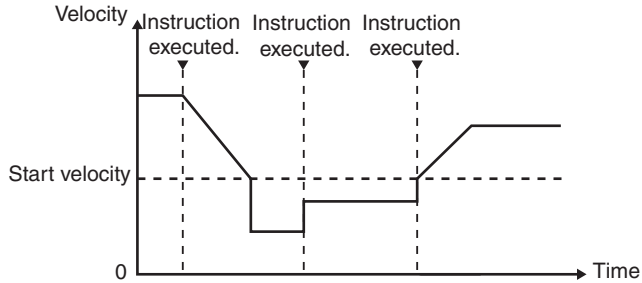 Velocity
Instruction executed.
Instruction executed.
Instruction executed.
Start velocity
0
Time